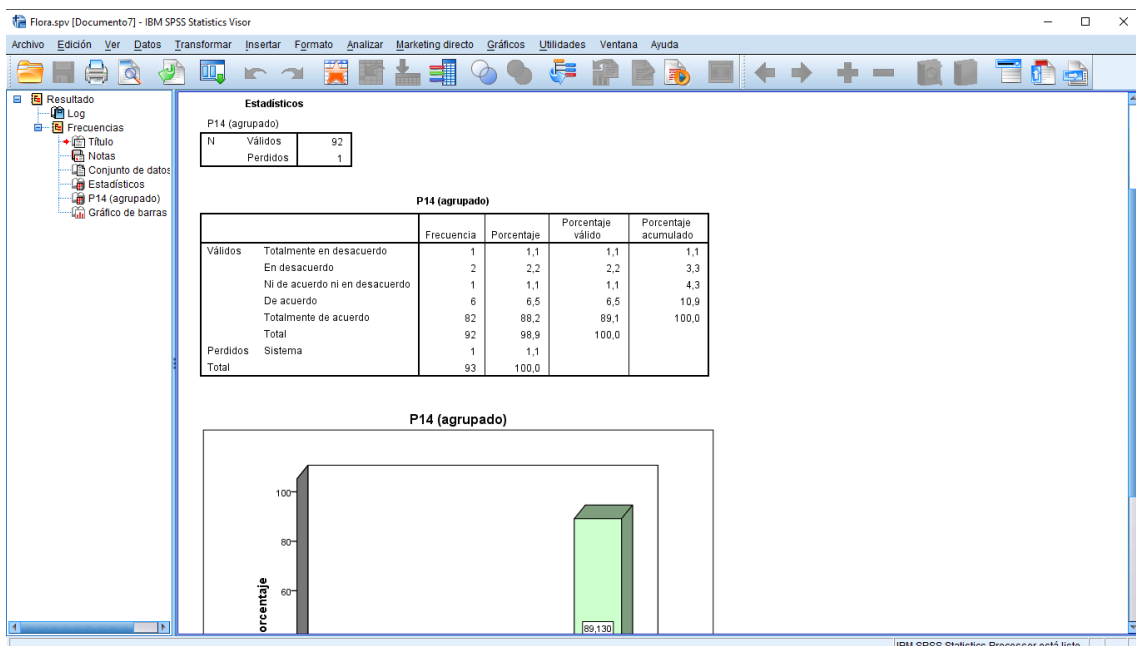 Flora.spv [Documento7] - IBM SPSS Statistics Visor
Archivo Edición Ver Datos Transformar Insertar Formato Analizar Marketing directo Gráficos Utilidades Ventana Ayuda
Resultado
Log
Frecuencias
Título
Notas
Conjunto de datos
Estadísticos
P14 (agrupado)
Gráfico de barras
Estadísticos
P14 (agrupado)
N Válidos 92
Perdidos 1
P14 (agrupado)
Frecuencia Porcentaje Porcentaje válido Porcentaje acumulado
Válidos Totalmente en desacuerdo 1 1,1 1,1 1,1
En desacuerdo 2 2,2 2,2 3,3
Ni de acuerdo ni en desacuerdo 1 1,1 1,1 4,3
De acuerdo 6 6,5 6,5 10,9
Totalmente de acuerdo 82 88,2 89,1 100,0
Total 92 98,9 100,0
Perdidos Sistema 1 1,1
Total 93 100,0
P14 (agrupado)
100
80
60
orcentaje
89,130
IBM SPSS Statistics Processor está listo